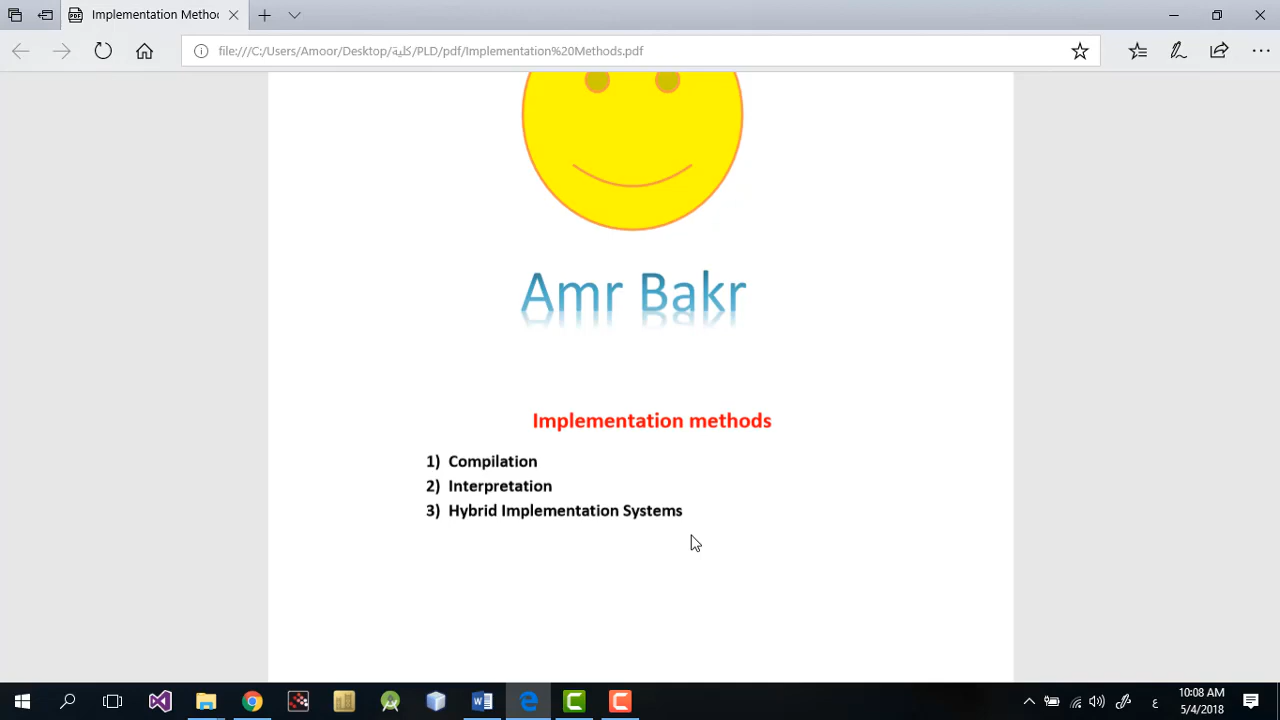 Implementation Metho
file:///C:/Users/Amoor/Desktop/كلية/PLD/pdf/Implementation%20Methods.pdf
Amr Bakr
Implementation methods
1) Compilation
2) Interpretation
3) Hybrid Implementation Systems
ع
10:08 AM
5/4/2018